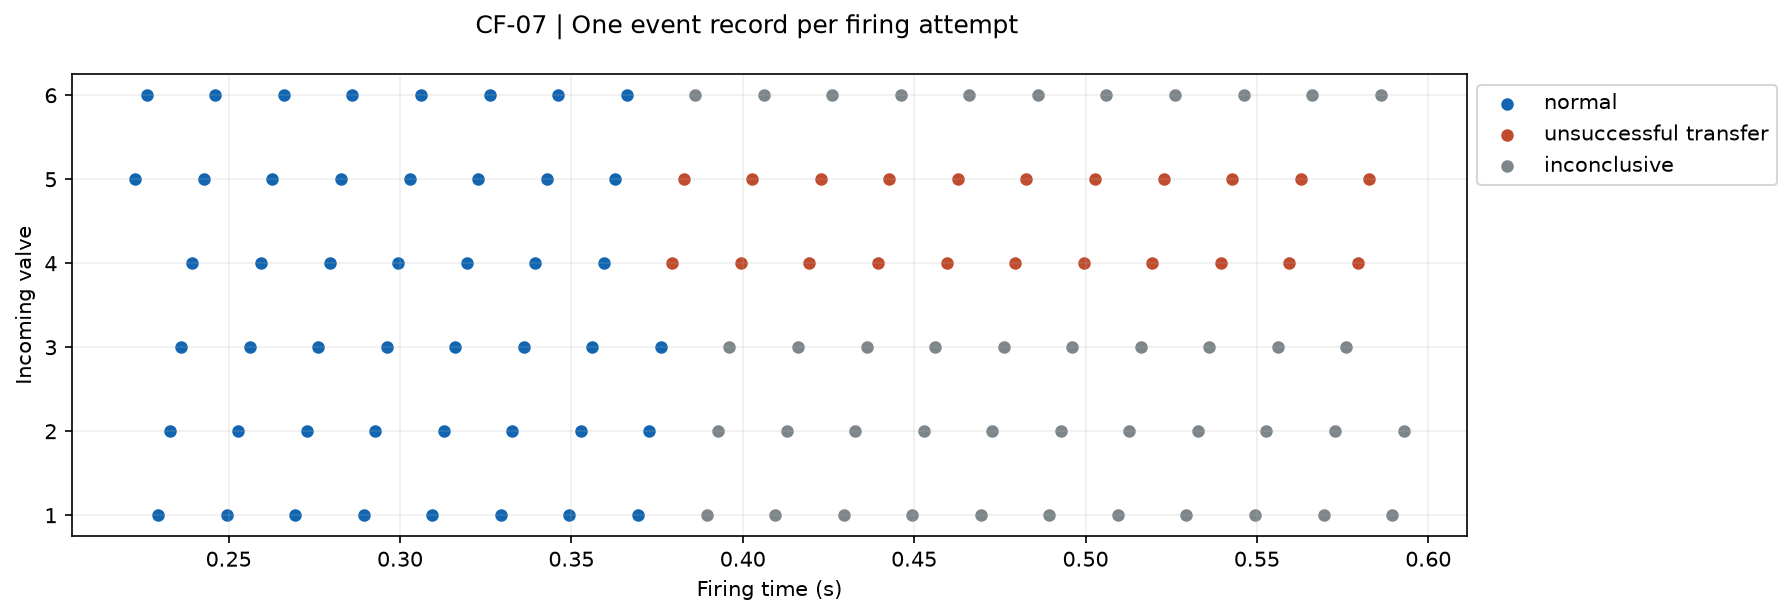 CF-07 | One event record per firing attempt
6
5
4
3
2
1
Incoming valve
0.25 0.30 0.35 0.40 0.45 0.50 0.55 0.60
Firing time (s)
normal
unsuccessful transfer
inconclusive